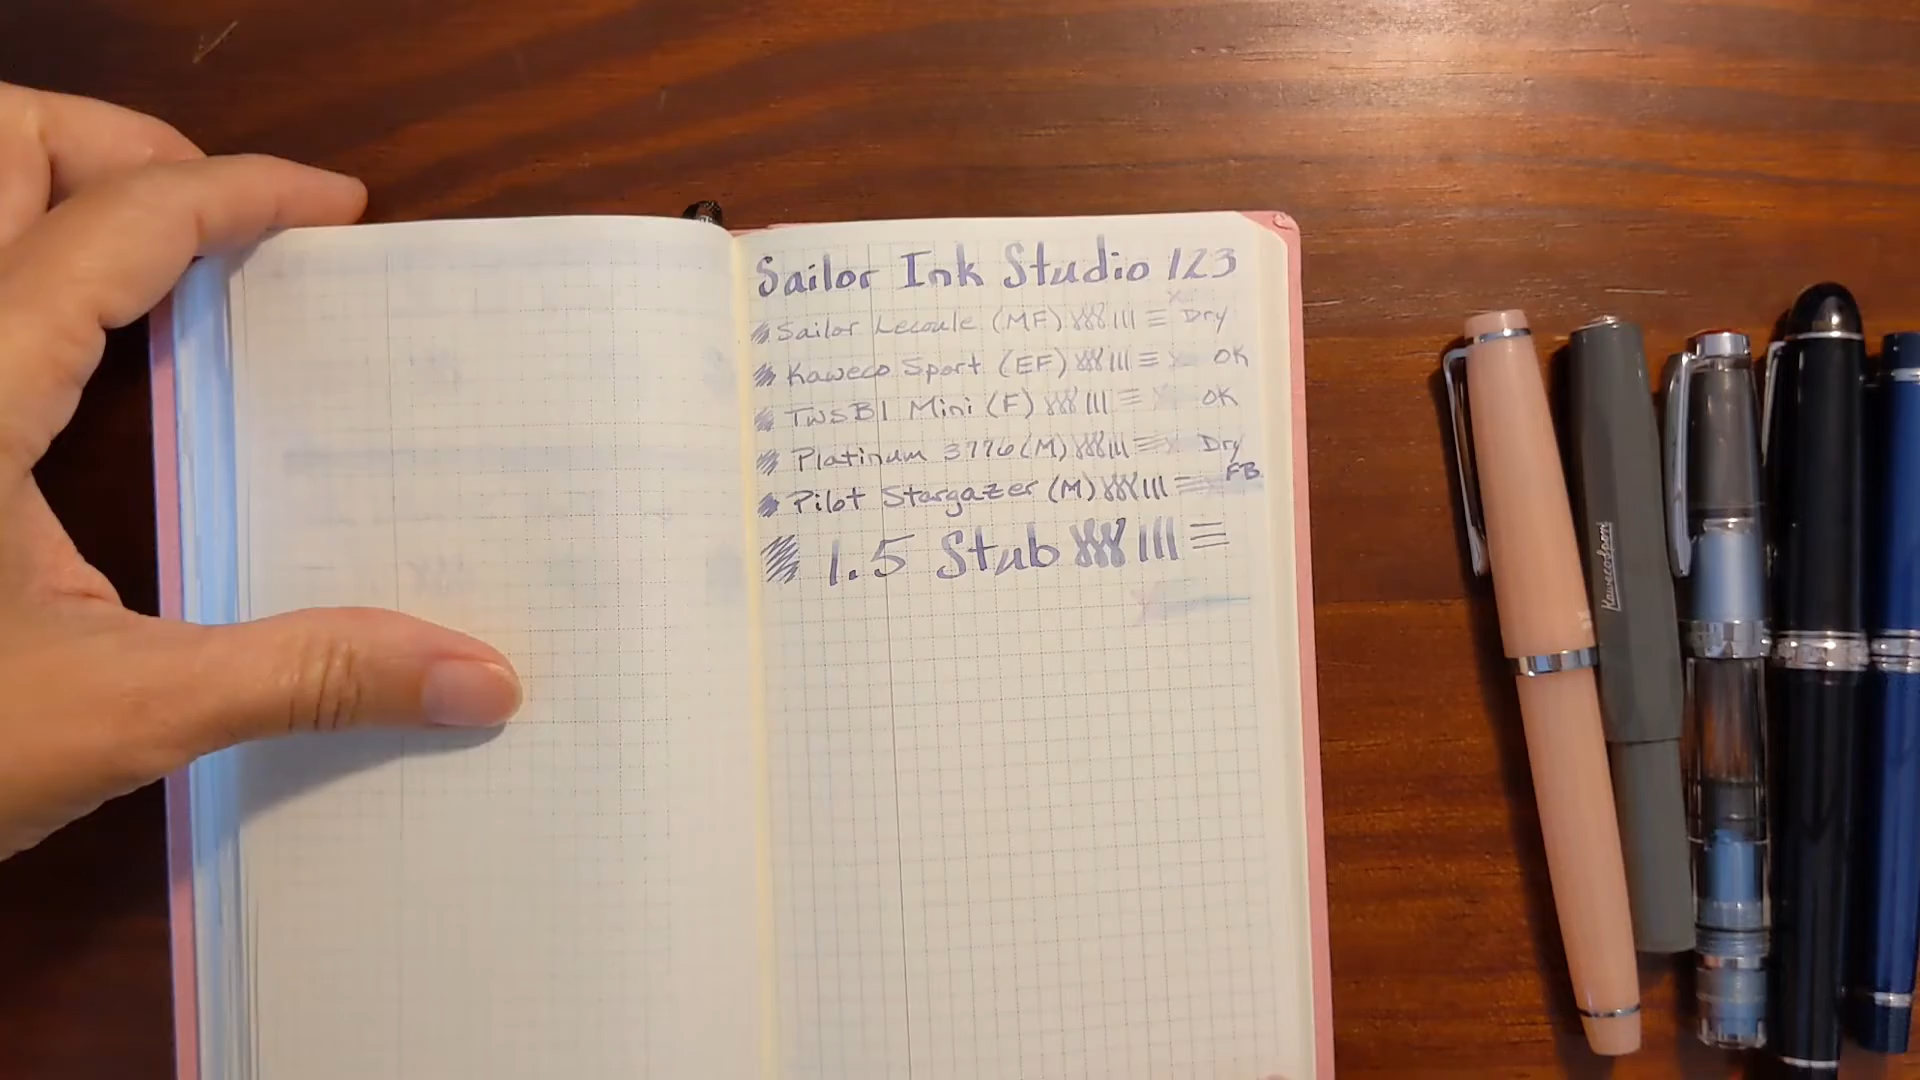 Sailor Ink Studio 123
Sailor Lecoule (MF) Dry
Kaweco Sport (EF) OK
TWSBI Mini (F) OK
Platinum 3776 (M) Dry
Pilot Stargazer (M) FB
1.5 Stub
Kaweco Sport